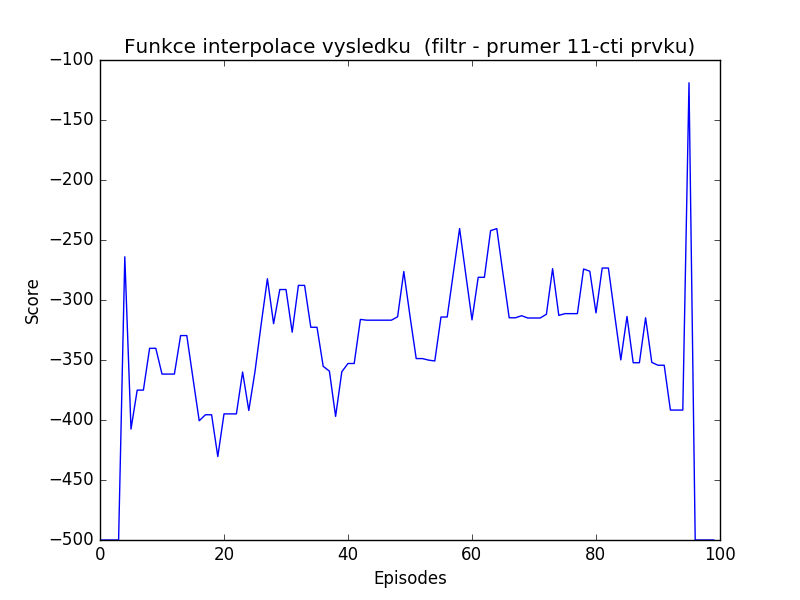 Funkce interpolace vysledku  (filtr - prumer 11-cti prvku)
−100
−150
−200
−250
−300
−350
−400
−450
−500
Score
0 20 40 60 80 100
Episodes